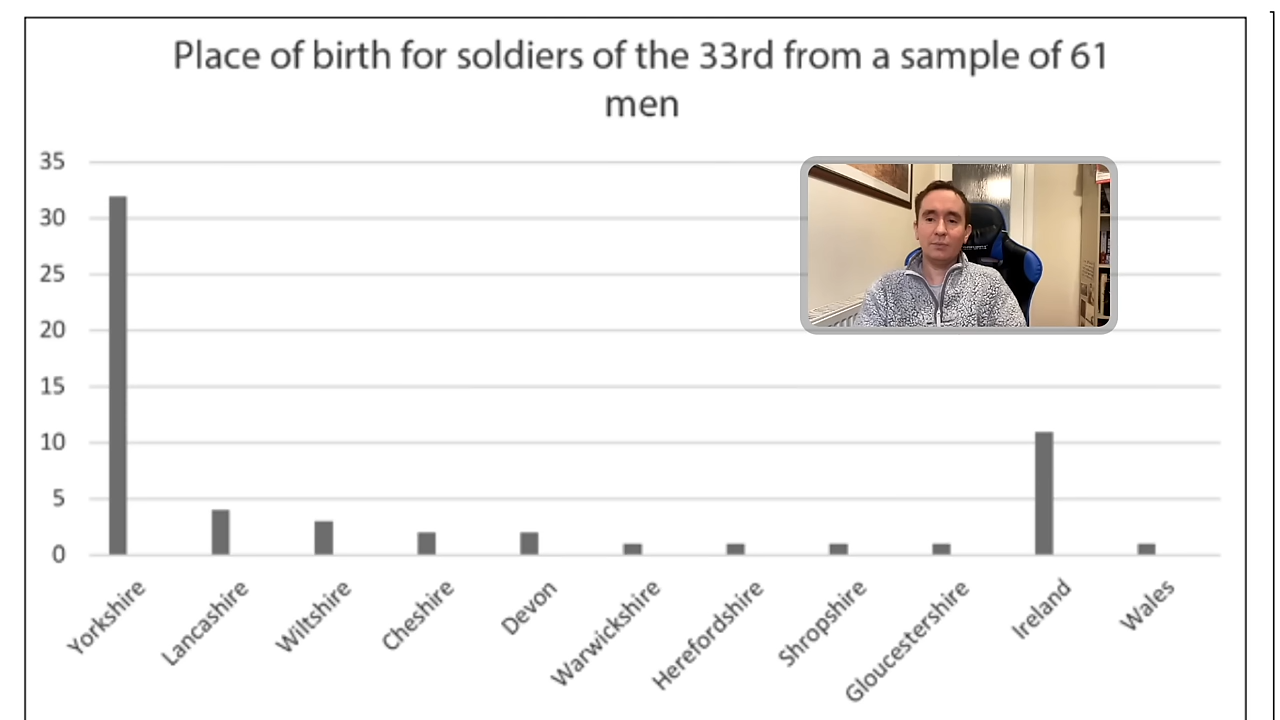 Place of birth for soldiers of the 33rd from a sample of 61
men
35
30
25
20
15
10
5
0
Yorkshire
Lancashire
Wiltshire
Cheshire
Devon
Warwickshire
Herefordshire
Shropshire
Gloucestershire
Ireland
Wales